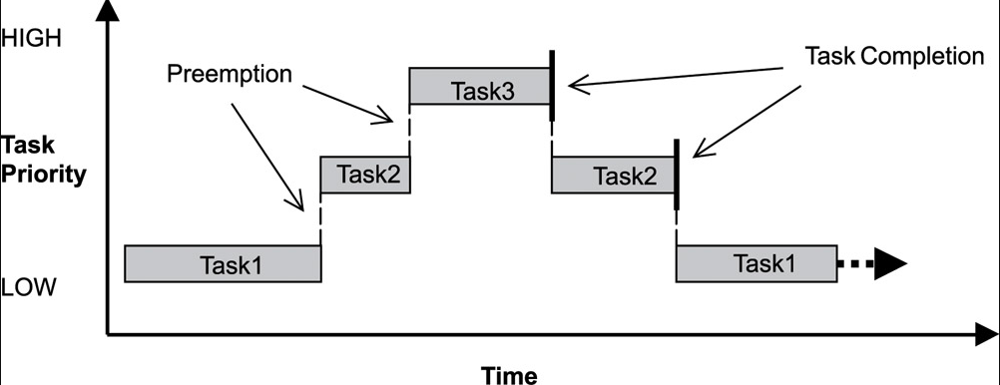 HIGH
Preemption
Task Completion
Task3
Task
Priority
Task2
Task2
Task1
Task1
LOW
Time